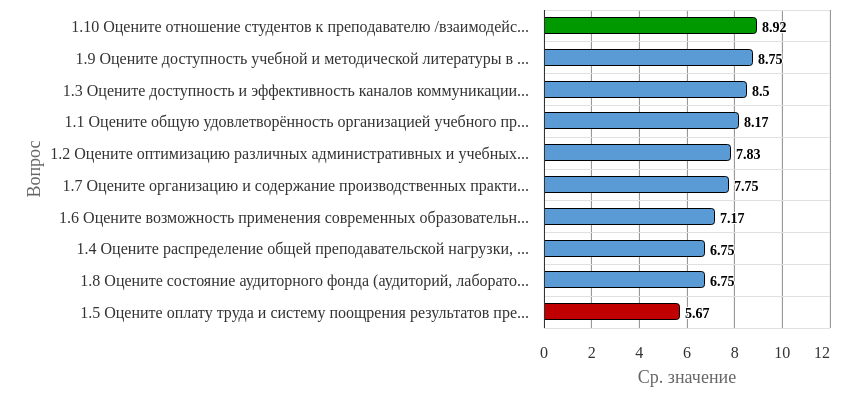 1.10 Оцените отношение студентов к преподавателю /взаимодейс... 8.92
1.9 Оцените доступность учебной и методической литературы в ... 8.75
1.3 Оцените доступность и эффективность каналов коммуникации... 8.5
1.1 Оцените общую удовлетворённость организацией учебного пр... 8.17
1.2 Оцените оптимизацию различных административных и учебных... 7.83
1.7 Оцените организацию и содержание производственных практи... 7.75
1.6 Оцените возможность применения современных образовательн... 7.17
1.4 Оцените распределение общей преподавательской нагрузки, ... 6.75
1.8 Оцените состояние аудиторного фонда (аудиторий, лаборато... 6.75
1.5 Оцените оплату труда и систему поощрения результатов пре... 5.67
Вопрос
0 2 4 6 8 10 12
Ср. значение